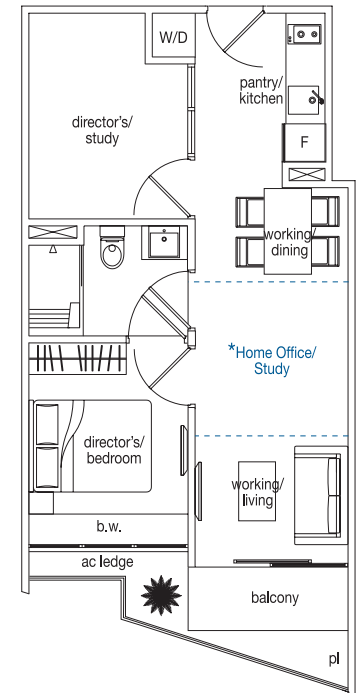 W/D
pantry/
kitchen
director's/
study
F
working/
dining
*Home Office/
Study
director's/
bedroom
working/
living
b.w.
ac ledge
balcony
pl